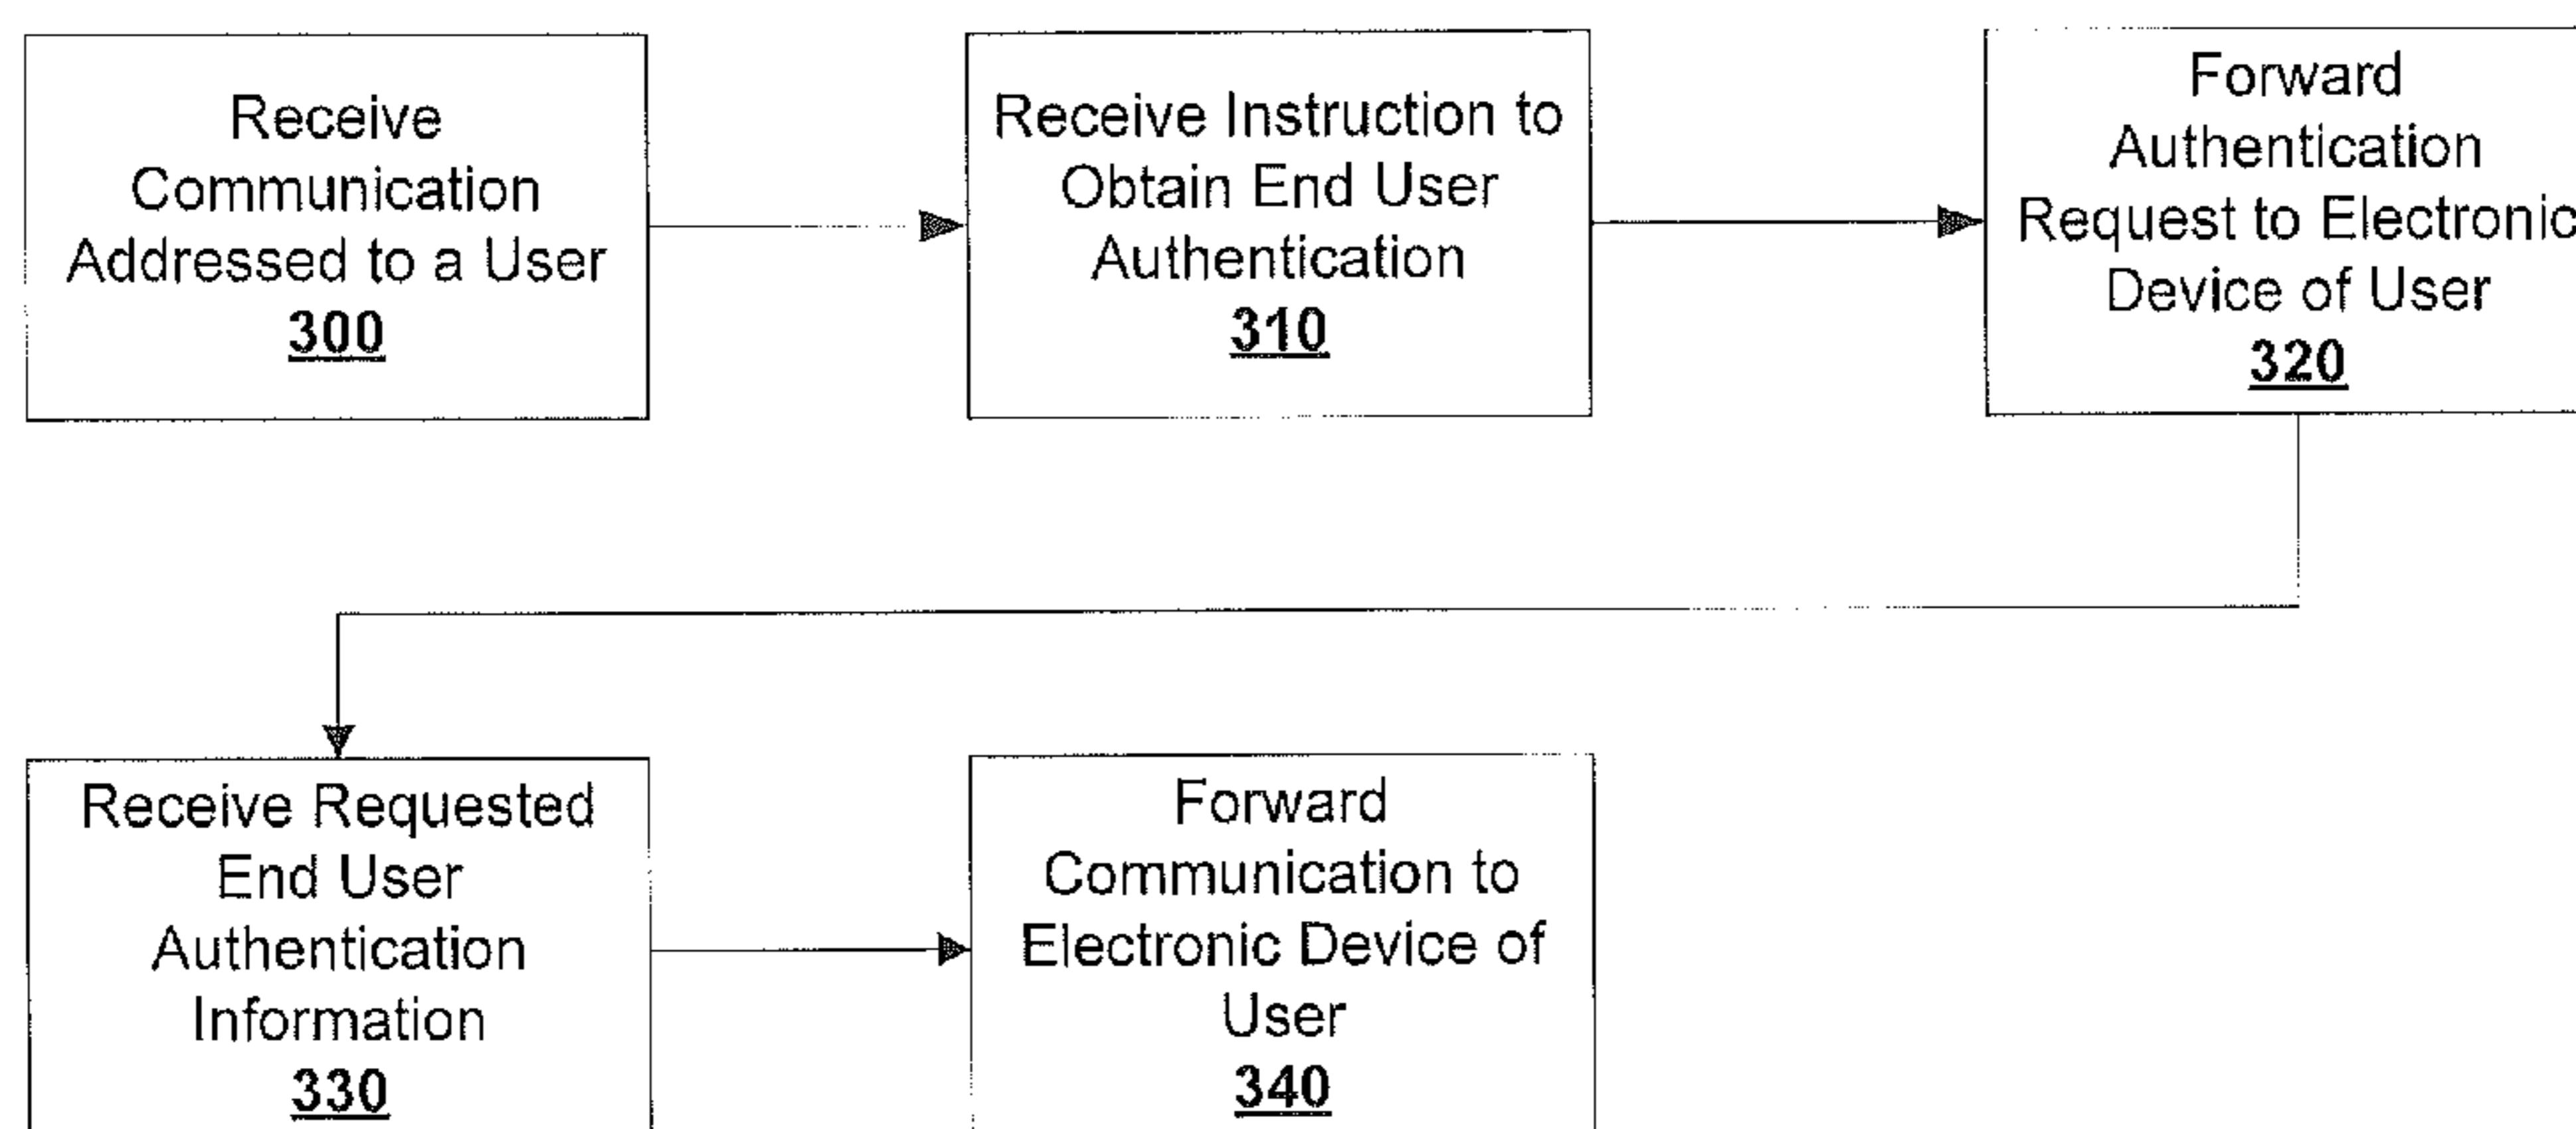 Receive
Communication
Addressed to a User
300
Receive Instruction to
Obtain End User
Authentication
310
Forward
Authentication
Request to Electronic
Device of User
320
Receive Requested
End User
Authentication
Information
330
Forward
Communication to
Electronic Device of
User
340